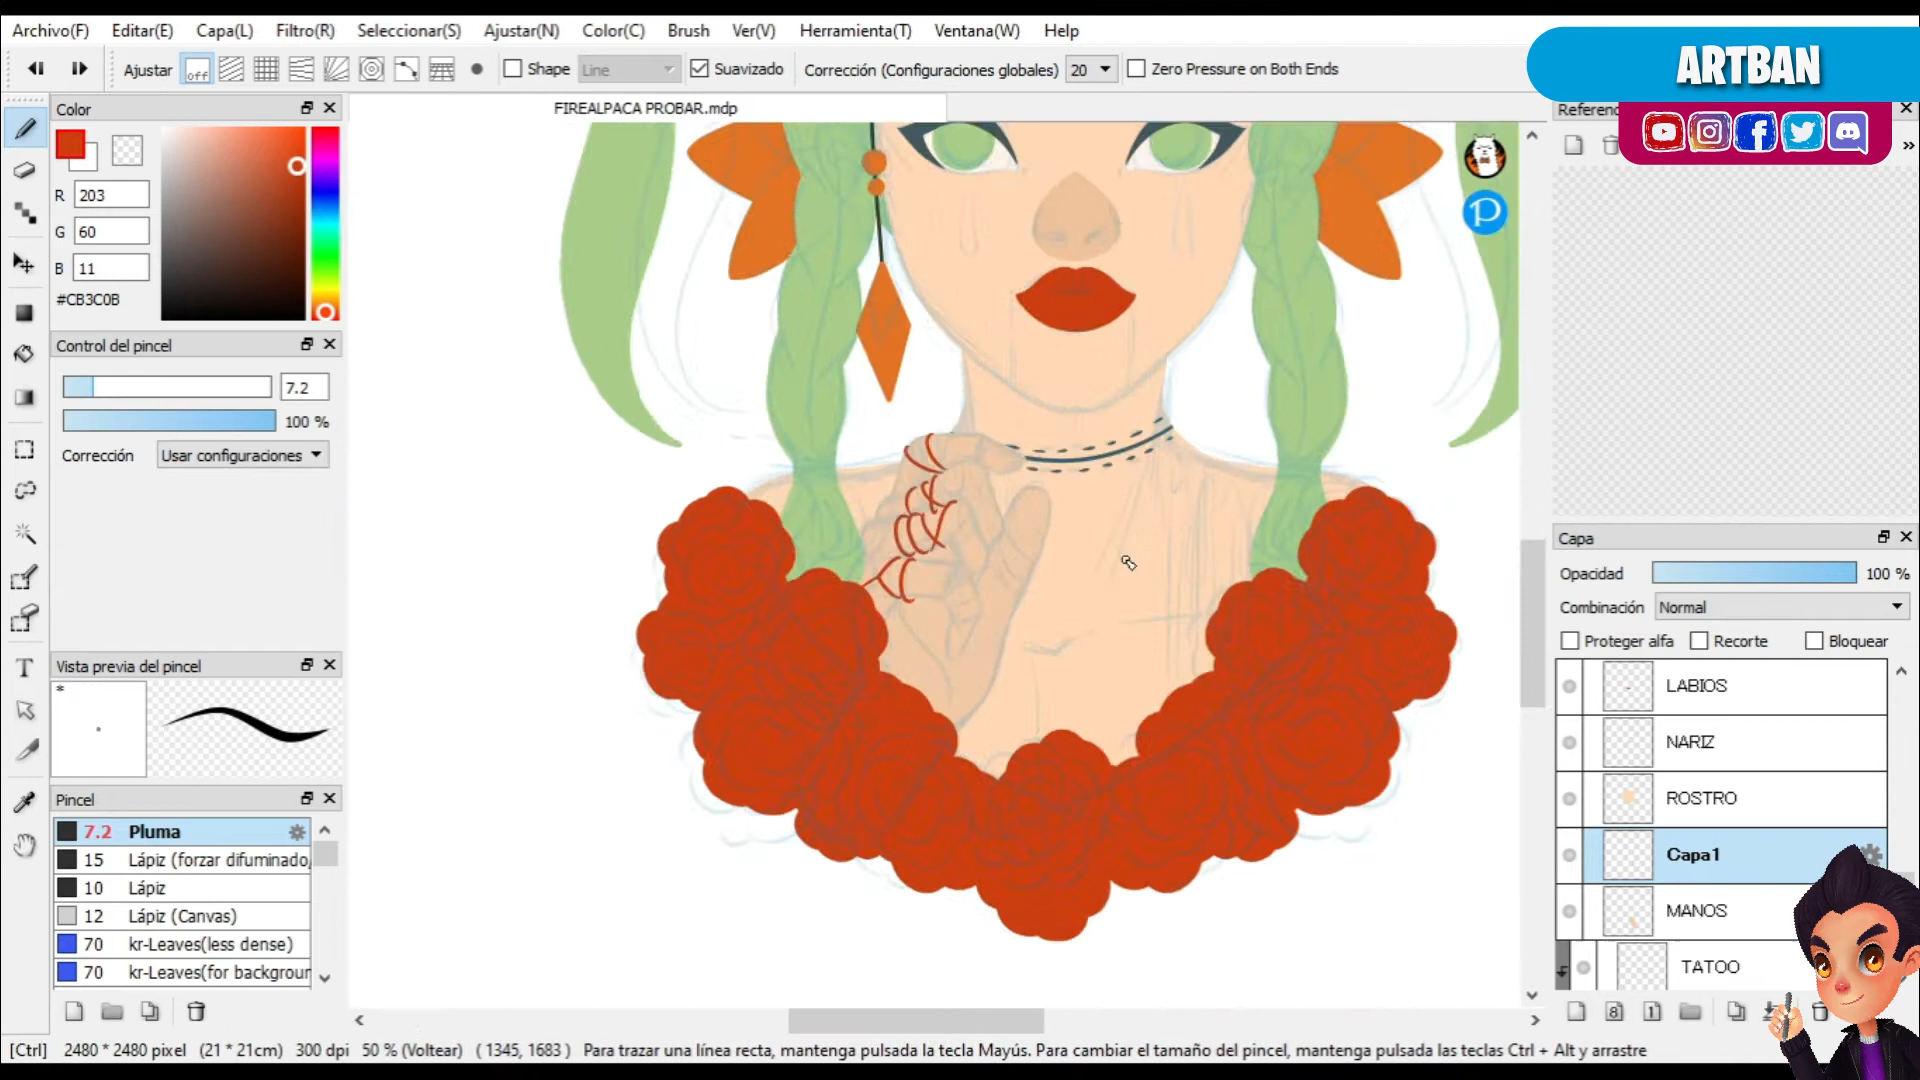 Archivo(F) Editar(E) Capa(L) Filtro(R) Seleccionar(S) Ajustar(N) Color(C) Brush Ver(V) Herramienta(T) Ventana(W) Help
ARTBAN
Ajustar off Shape Line Suavizado Corrección (Configuraciones globales) 20 Zero Pressure on Both Ends
Color
FIREALPACA PROBAR.mdp
R 203
G 60
B 11
#CB3C0B
Control del pincel
7.2
100 %
Corrección Usar configuraciones
Vista previa del pincel
*
Pincel
7.2 Pluma
15 Lápiz (forzar difuminado,
10 Lápiz
12 Lápiz (Canvas)
70 kr-Leaves(less dense)
70 kr-Leaves(for backgrour
Capa
Opacidad 100 %
Combinación Normal
Proteger alfa Recorte Bloquear
LABIOS
NARIZ
ROSTRO
Capa1
MANOS
TATOO
8 1
[Ctrl] 2480 * 2480 pixel (21 * 21cm) 300 dpi 50 % (Voltear) ( 1345, 1683 ) Para trazar una línea recta, mantenga pulsada la tecla Mayús. Para cambiar el tamaño del pincel, mantenga pulsada las teclas Ctrl + Alt y arrastre